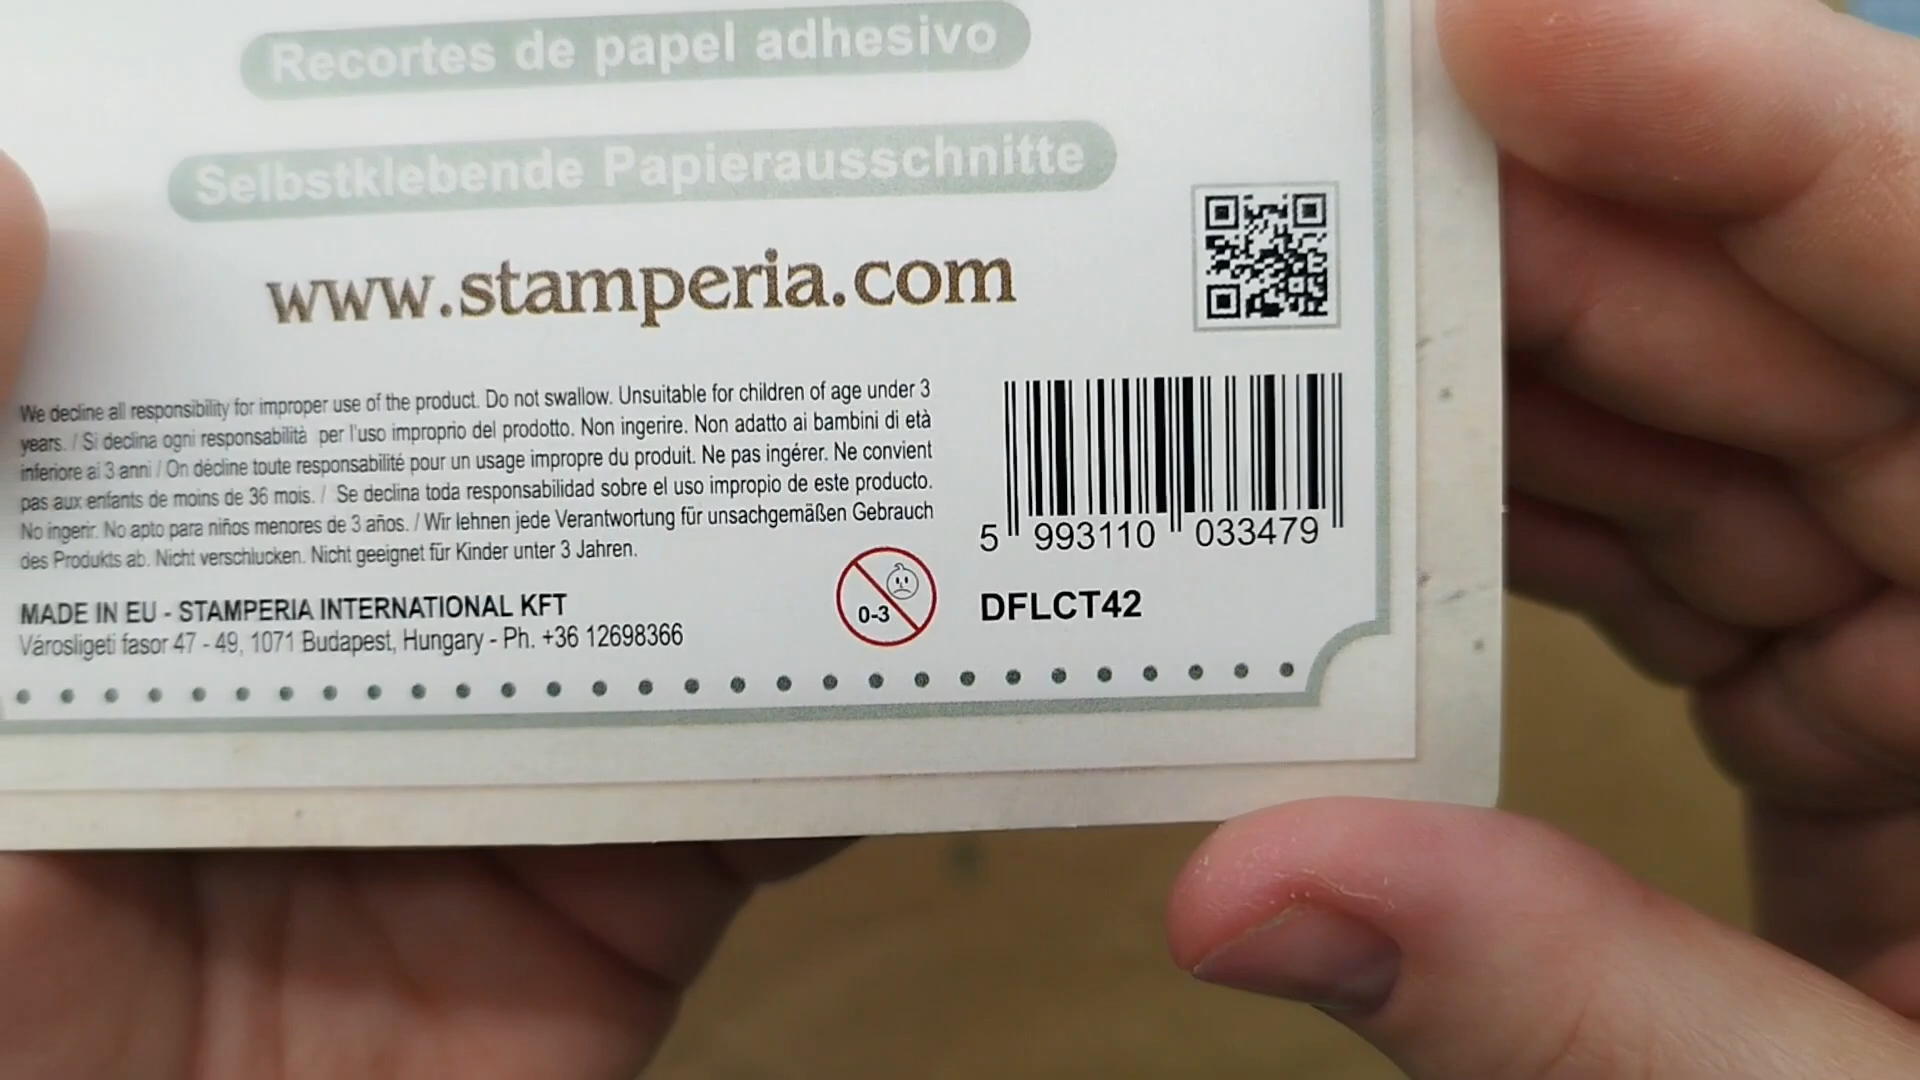 Recortes de papel adhesivo
Selbstklebende Papierausschnitte
www.stamperia.com
We decline all responsibility for improper use of the product. Do not swallow. Unsuitable for children of age under 3
years. / Si declina ogni responsabilità per l'uso improprio del prodotto. Non ingerire. Non adatto ai bambini di età
inferiore ai 3 anni / On décline toute responsabilité pour un usage impropre du produit. Ne pas ingérer. Ne convient
pas aux enfants de moins de 36 mois. / Se declina toda responsabilidad sobre el uso impropio de este producto.
No ingerir. No apto para niños menores de 3 años. / Wir lehnen jede Verantwortung für unsachgemäßen Gebrauch
des Produkts ab. Nicht verschlucken. Nicht geeignet für Kinder unter 3 Jahren.
MADE IN EU - STAMPERIA INTERNATIONAL KFT
Városligeti fasor 47 - 49, 1071 Budapest, Hungary - Ph. +36 12698366
0-3
5 993110 033479
DFLCT42